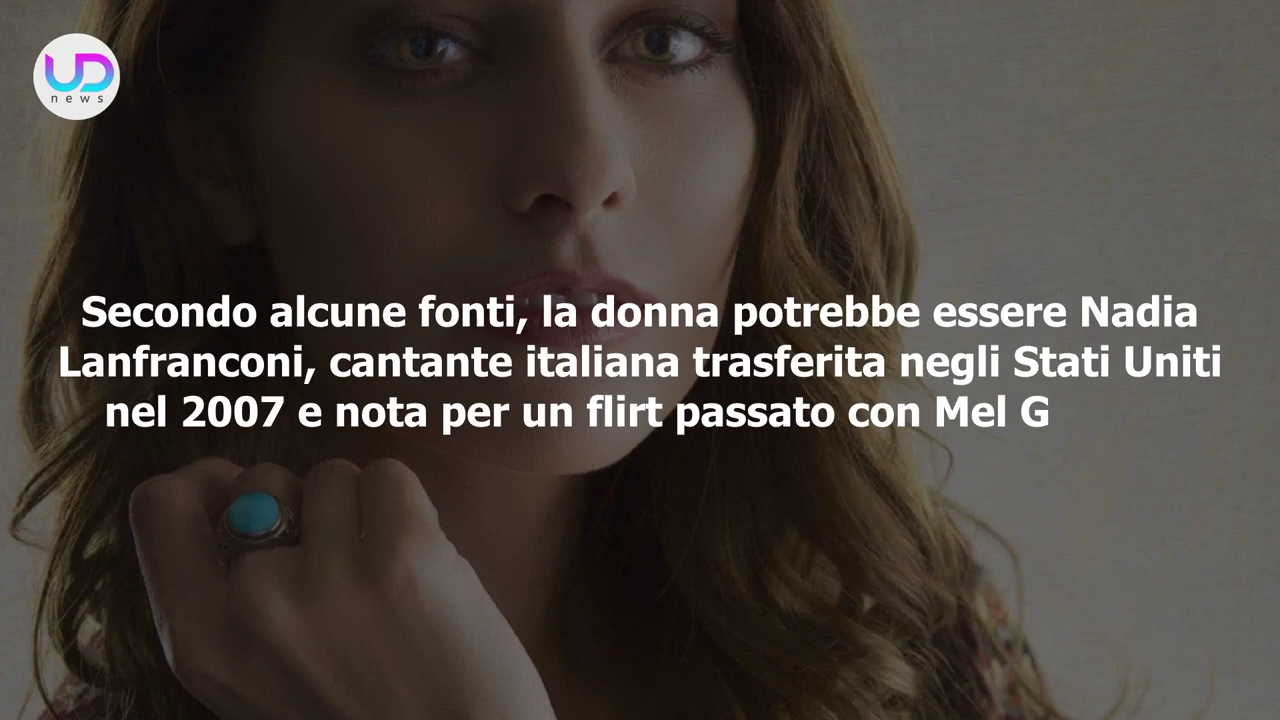 UD
news
Secondo alcune fonti, la donna potrebbe essere Nadia
Lanfranconi, cantante italiana trasferita negli Stati Uniti
nel 2007 e nota per un flirt passato con Mel G